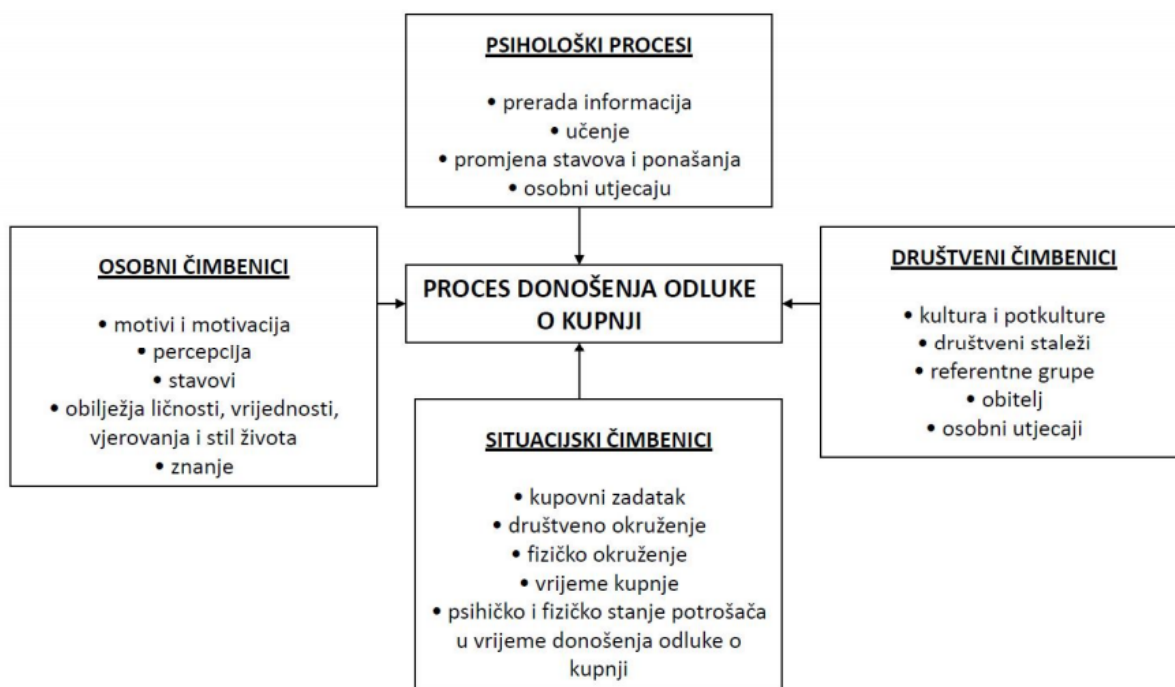 PSIHOLOŠKI PROCESI
• prerada informacija
• učenje
• promjena stavova i ponašanja
• osobni utjecaju
OSOBNI ČIMBENICI
• motivi i motivacija
• percepcija
• stavovi
• obilježja ličnosti, vrijednosti,
vjerovanja i stil života
• znanje
PROCES DONOŠENJA ODLUKE
O KUPNJI
DRUŠTVENI ČIMBENICI
• kultura i potkulture
• društveni staleži
• referentne grupe
• obitelj
• osobni utjecaji
SITUACIJSKI ČIMBENICI
• kupovni zadatak
• društveno okruženje
• fizičko okruženje
• vrijeme kupnje
• psihičko i fizičko stanje potrošača
u vrijeme donošenja odluke o
kupnji